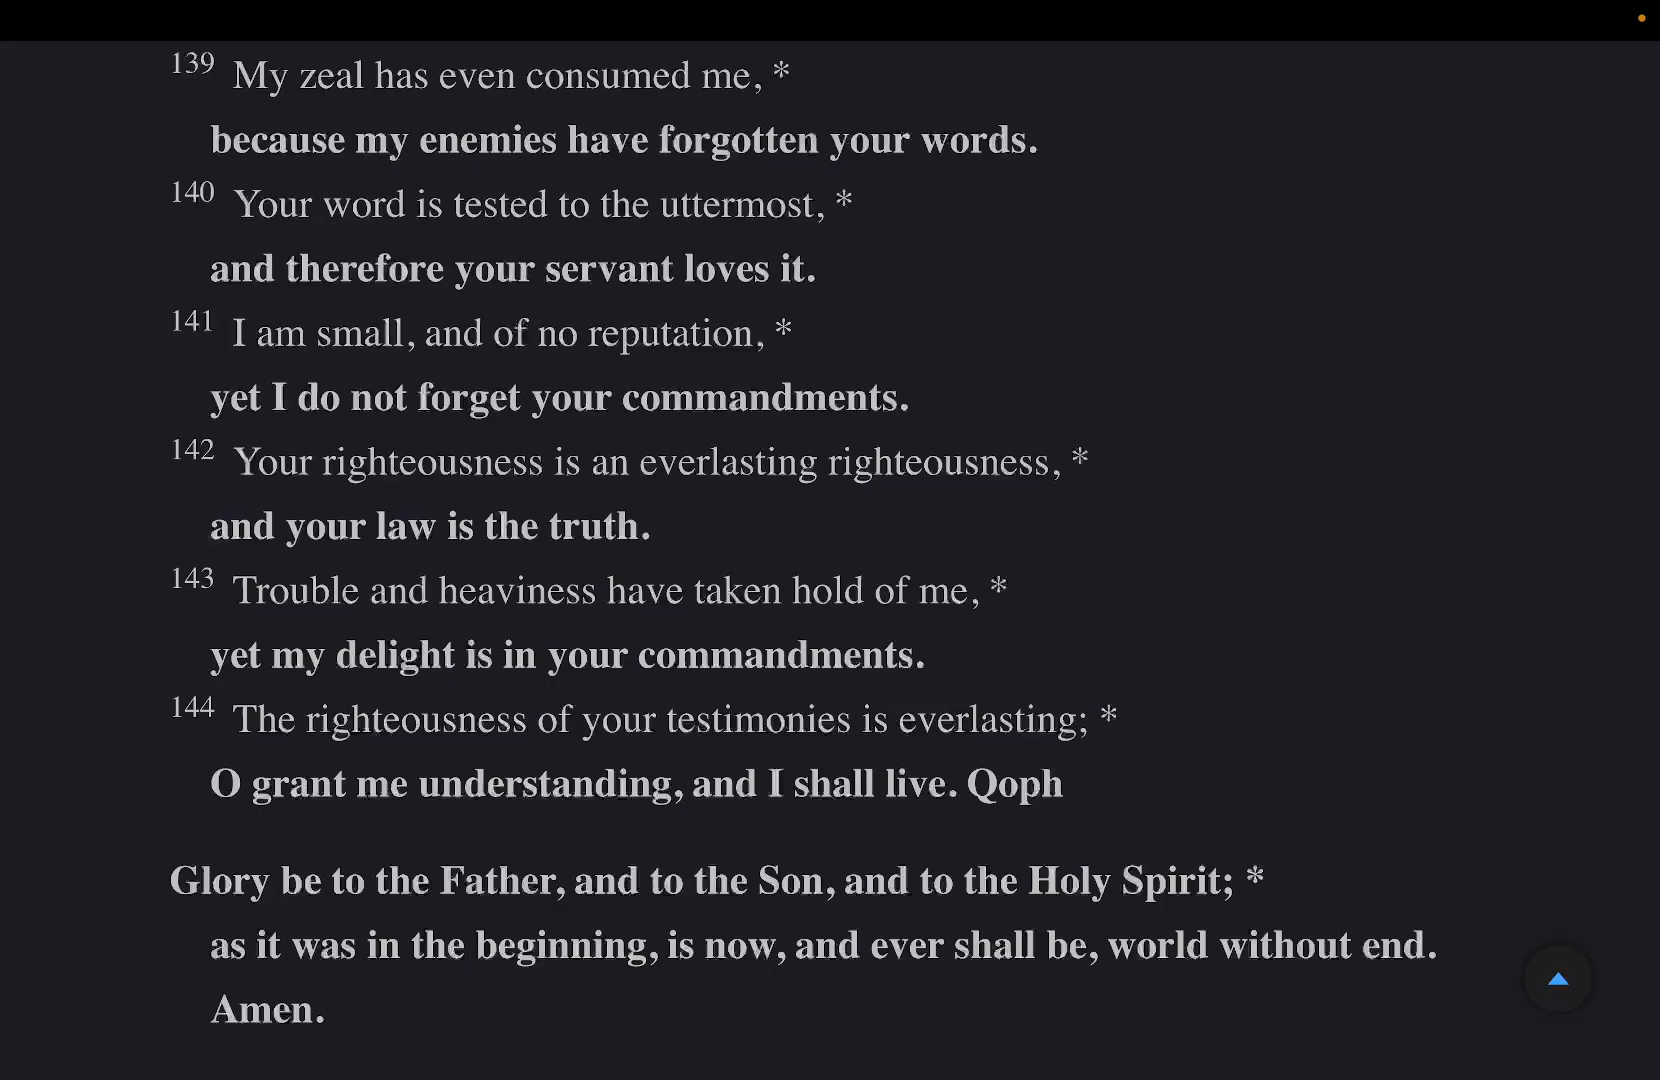 139 My zeal has even consumed me, *
because my enemies have forgotten your words.
140 Your word is tested to the uttermost, *
and therefore your servant loves it.
141 I am small, and of no reputation, *
yet I do not forget your commandments.
142 Your righteousness is an everlasting righteousness, *
and your law is the truth.
143 Trouble and heaviness have taken hold of me, *
yet my delight is in your commandments.
144 The righteousness of your testimonies is everlasting; *
O grant me understanding, and I shall live. Qoph
Glory be to the Father, and to the Son, and to the Holy Spirit; *
as it was in the beginning, is now, and ever shall be, world without end.
Amen.